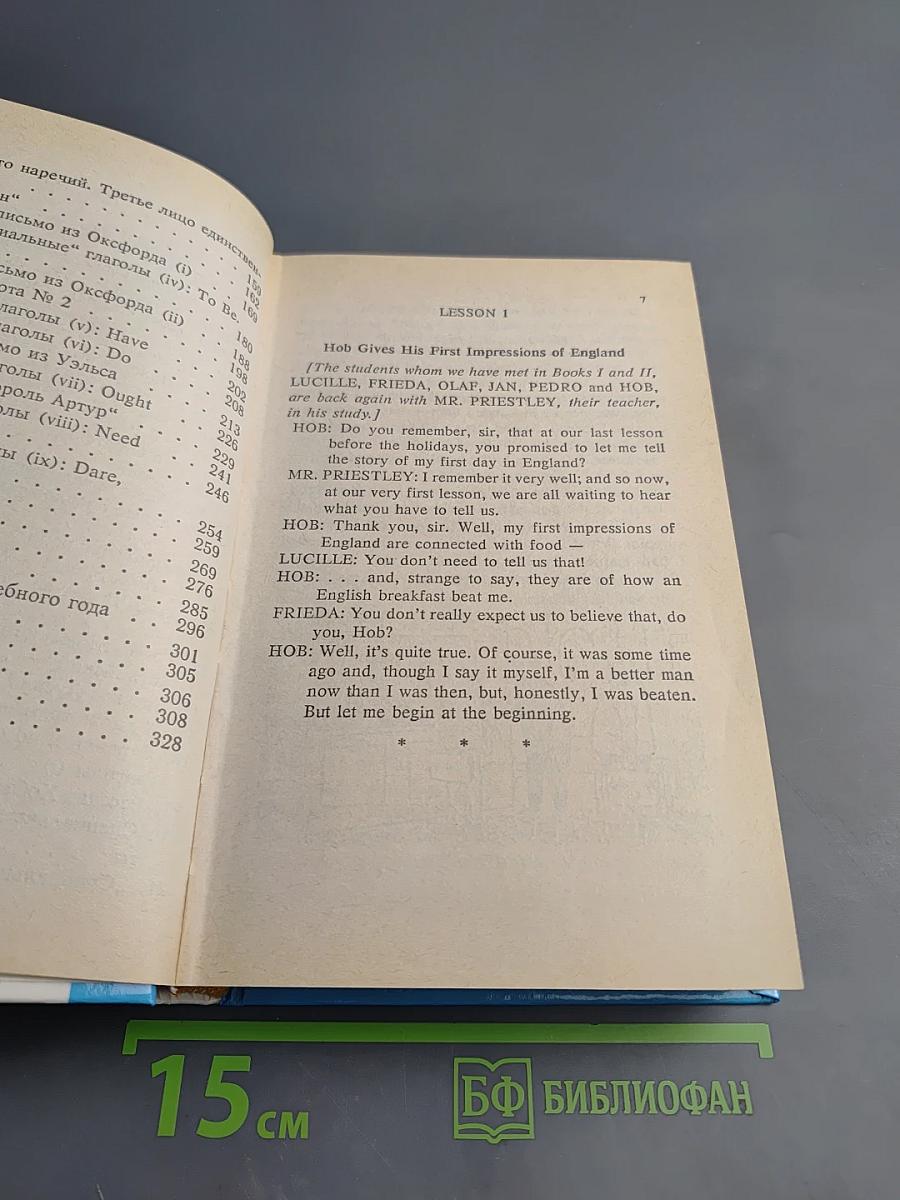 го наречий. Третье лицо единствен-
. . . . . . . . . . 159
н“ . . . . . . . . . 162
письмо из Оксфорда (i) . . . 169
иальные“ глаголы (iv): To Be.
. . . . . . . . . . 180
сьмо из Оксфорда (ii) . . . 188
ота № 2 . . . . . . 198
лаголы (v): Have . . . . 202
лаголы (vi): Do . . . . 208
мо из Уэльса . . . . 213
голы (vii): Ought . . . . 226
ороль Артур“ . . . . 229
олы (viii): Need . . . . 241
. . . . . . . . . . 246
ы (ix): Dare,
. . . . . . . . . . 254
. . . . . . . . . . 259
. . . . . . . . . . 269
. . . . . . . . . . 276
. . . . . . . . . . 285
ебного года . . 296
. . . . . . . . . . 301
. . . . . . . . . . 305
. . . . . . . . . . 306
. . . . . . . . . . 308
. . . . . . . . . . 328
7
LESSON I
Hob Gives His First Impressions of England
[The students whom we have met in Books I and II,
LUCILLE, FRIEDA, OLAF, JAN, PEDRO and HOB,
are back again with MR. PRIESTLEY, their teacher,
in his study.]
HOB: Do you remember, sir, that at our last lesson
before the holidays, you promised to let me tell
the story of my first day in England?
MR. PRIESTLEY: I remember it very well; and so now,
at our very first lesson, we are all waiting to hear
what you have to tell us.
HOB: Thank you, sir. Well, my first impressions of
England are connected with food —
LUCILLE: You don't need to tell us that!
HOB: . . . and, strange to say, they are of how an
English breakfast beat me.
FRIEDA: You don't really expect us to believe that, do
you, Hob?
HOB: Well, it's quite true. Of course, it was some time
ago and, though I say it myself, I'm a better man
now than I was then, but, honestly, I was beaten.
But let me begin at the beginning.
* * *
15 см
БФ БИБЛИОФАН